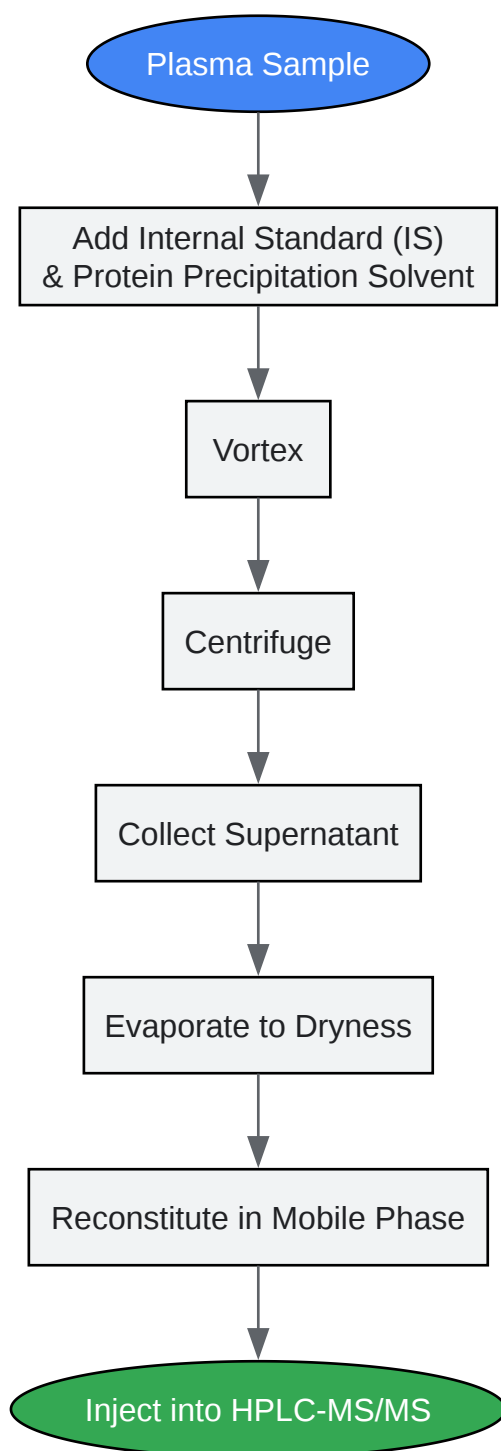 Plasma Sample
Add Internal Standard (IS)
& Protein Precipitation Solvent
Vortex
Centrifuge
Collect Supernatant
Evaporate to Dryness
Reconstitute in Mobile Phase
Inject into HPLC-MS/MS